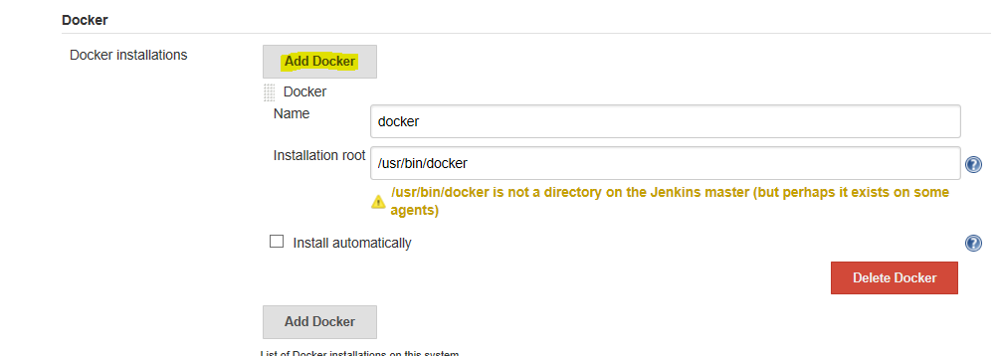 Docker
Docker installations
Add Docker
Docker
Name
docker
Installation root
/usr/bin/docker
/usr/bin/docker is not a directory on the Jenkins master (but perhaps it exists on some
agents)
Install automatically
Delete Docker
Add Docker
List of Docker installations on this system